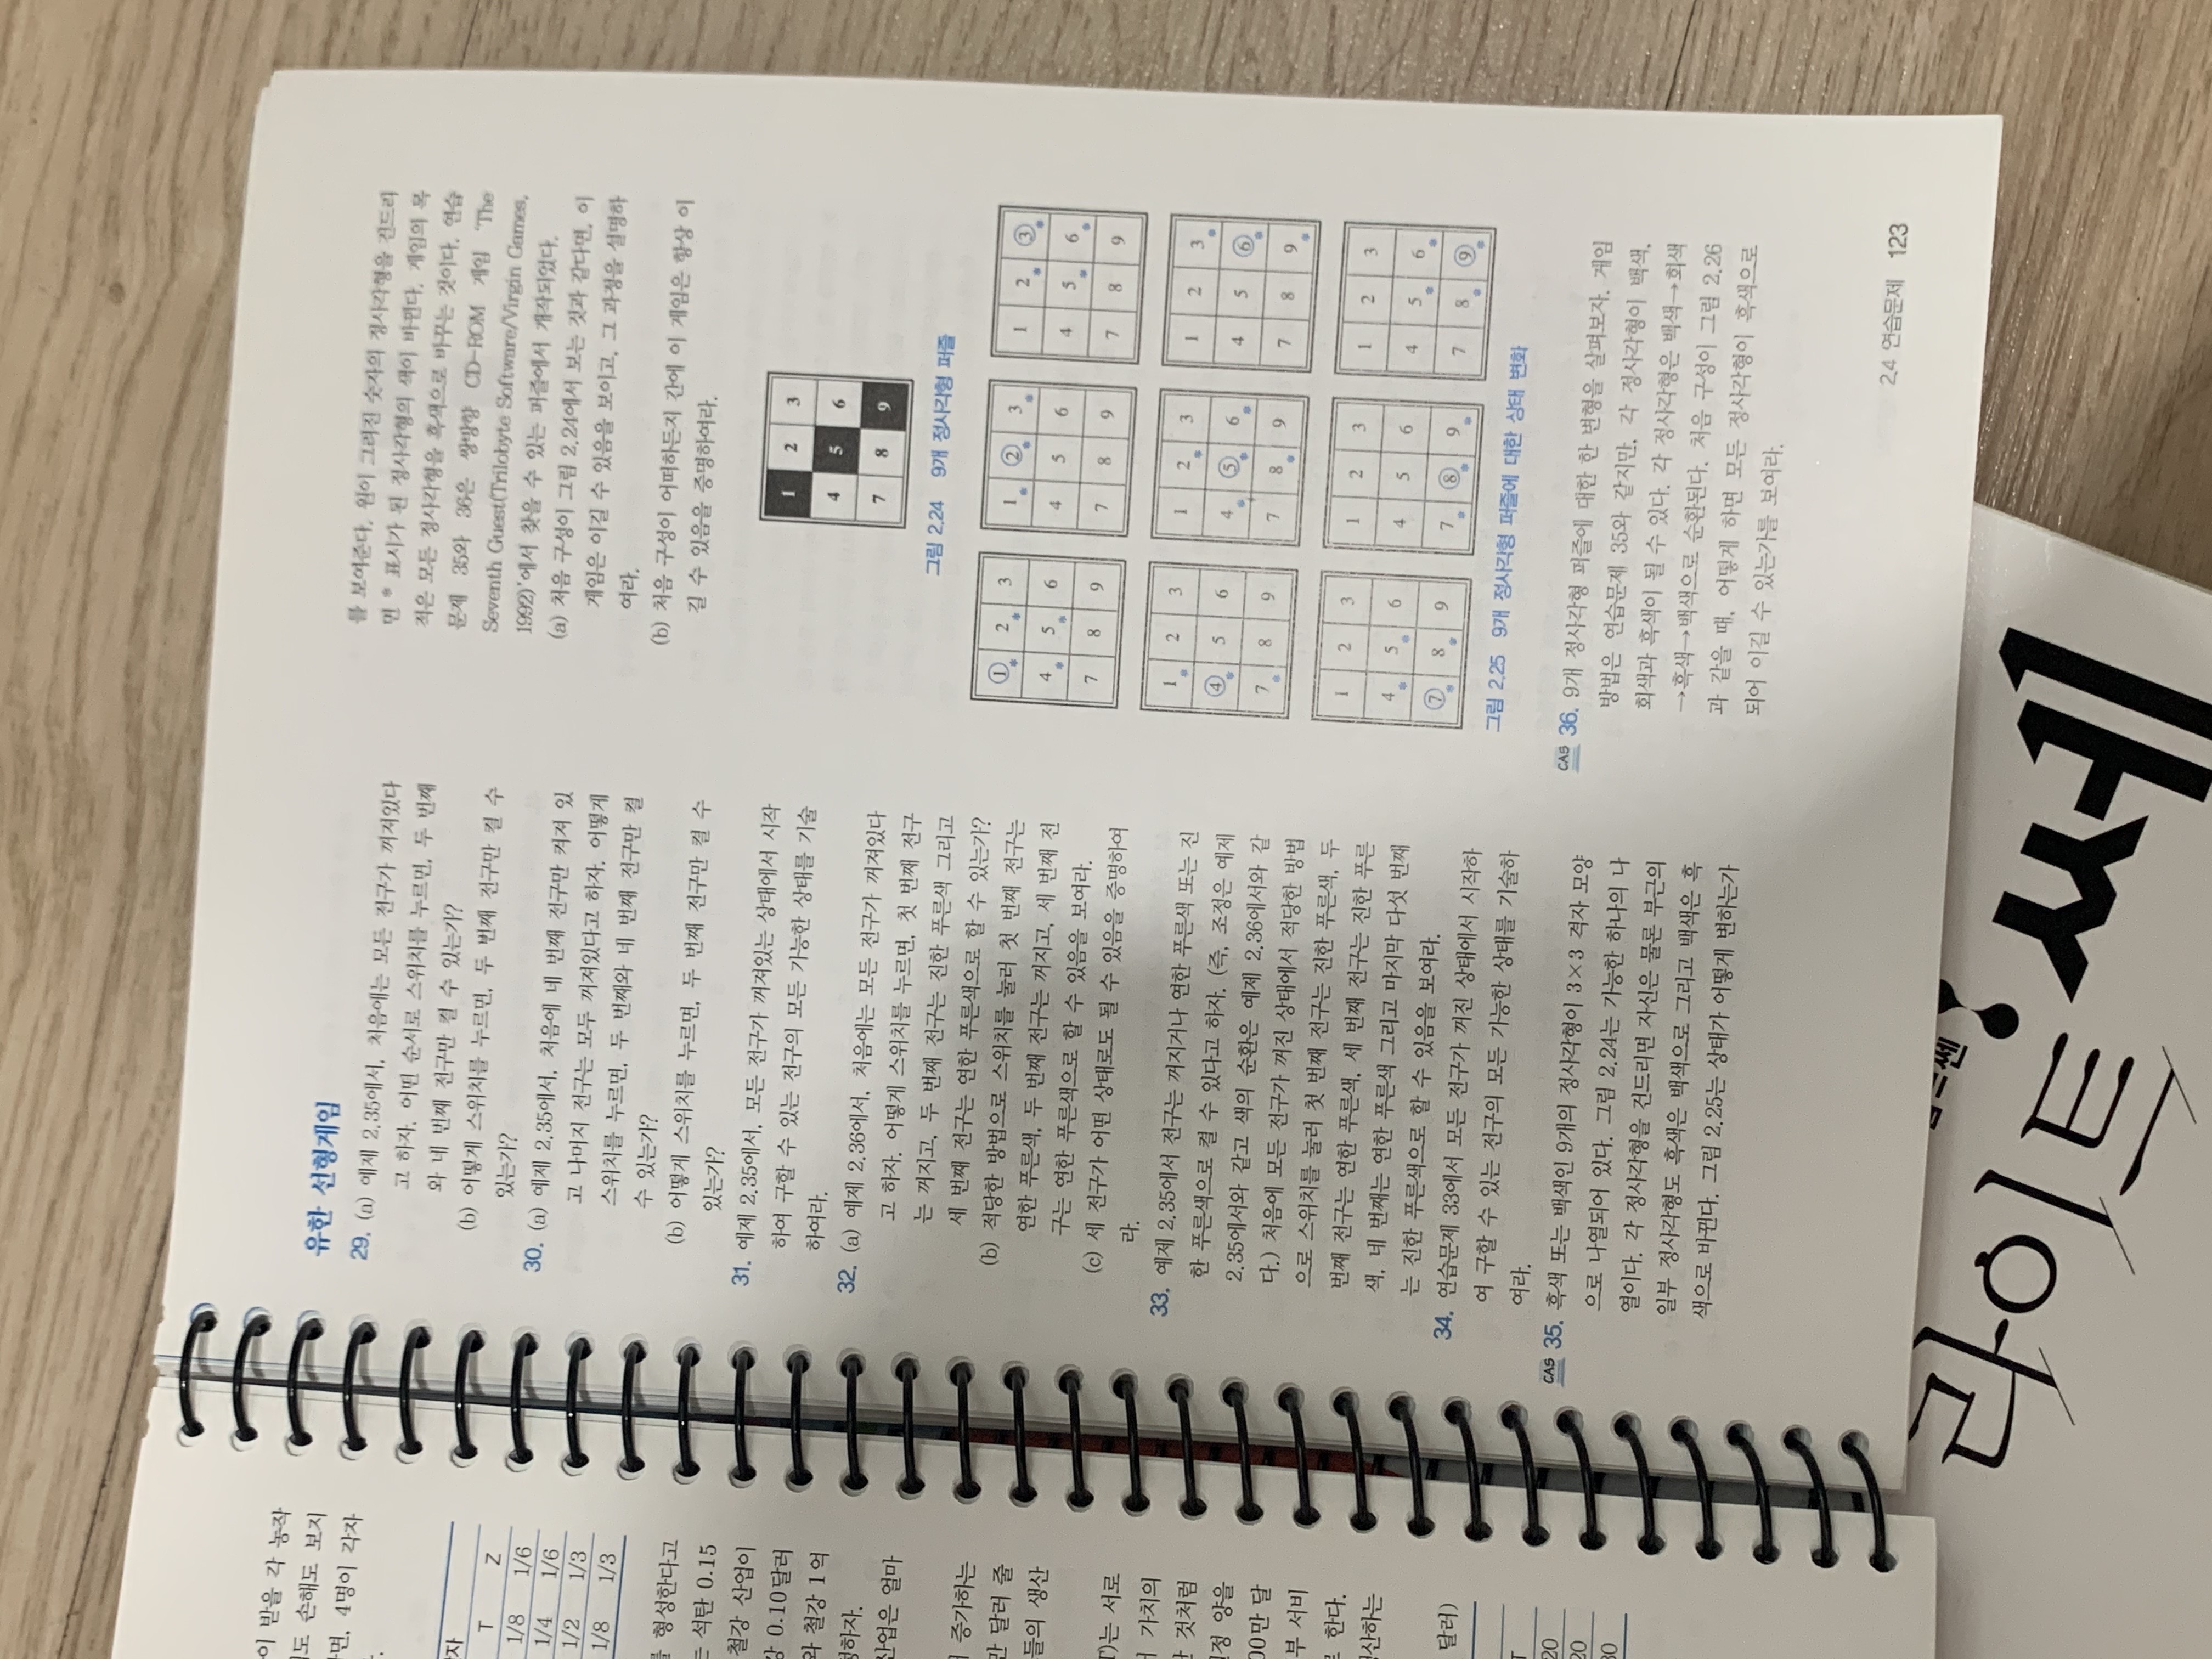 이 받을 각 농작
도 손해도 보지
면, 4명이 각자
자
T Z
1/8 1/6
1/4 1/6
1/2 1/3
1/8 1/3
를 형성한다고
는 석탄 0.15
철강 산업이
강 0.10달러
와 철강 1억
정하자.
산업은 얼마
증가하는
만 달러 줄
들의 생산
T)는 서로
가치의
한 것처럼
일정 양을
00만 달
부 서비
로 한다.
생산하는
달러)
T
20
20
30
유한 선형게임
29. (a) 예제 2.35에서, 처음에는 모든 전구가 꺼져있다
고 하자. 어떤 순서로 스위치를 누르면, 두 번째
와 네 번째 전구만 켤 수 있는가?
(b) 어떻게 스위치를 누르면, 두 번째 전구만 켤 수
있는가?
30. (a) 예제 2.35에서, 처음에 네 번째 전구만 켜져 있
고 나머지 전구는 모두 꺼져있다고 하자. 어떻게
스위치를 누르면, 두 번째와 네 번째 전구만 켤
수 있는가?
(b) 어떻게 스위치를 누르면, 두 번째 전구만 켤 수
있는가?
31. 예제 2.35에서, 모든 전구가 꺼져있는 상태에서 시작
하여 구할 수 있는 전구의 모든 가능한 상태를 기술
하여라.
32. (a) 예제 2.36에서, 처음에는 모든 전구가 꺼져있다
고 하자. 어떻게 스위치를 누르면, 첫 번째 전구
는 꺼지고, 두 번째 전구는 진한 푸른색 그리고
세 번째 전구는 연한 푸른색으로 할 수 있는가?
(b) 적당한 방법으로 스위치를 눌러 첫 번째 전구는
연한 푸른색, 두 번째 전구는 꺼지고, 세 번째 전
구는 연한 푸른색으로 할 수 있음을 보여라.
(c) 세 전구가 어떤 상태로도 될 수 있음을 증명하여
라.
33. 예제 2.35에서 전구는 꺼지거나 연한 푸른색 또는 진
한 푸른색으로 켤 수 있다고 하자. (즉, 조정은 예제
2.35에서와 같고 색의 순환은 예제 2.36에서와 같
다.) 처음에 모든 전구가 꺼진 상태에서 적당한 방법
으로 스위치를 눌러 첫 번째 전구는 진한 푸른색, 두
번째 전구는 연한 푸른색, 세 번째 전구는 진한 푸른
색, 네 번째는 연한 푸른색 그리고 마지막 다섯 번째
는 진한 푸른색으로 할 수 있음을 보여라.
34. 연습문제 33에서 모든 전구가 꺼진 상태에서 시작하
여 구할 수 있는 전구의 모든 가능한 상태를 기술하
여라.
CAS 35. 흑색 또는 백색인 9개의 정사각형이 3×3 격자 모양
으로 나열되어 있다. 그림 2.24는 가능한 하나의 나
열이다. 각 정사각형을 건드리면 자신은 물론 부근의
일부 정사각형도 흑색은 백색으로 그리고 백색은 흑
색으로 바뀐다. 그림 2.25는 상태가 어떻게 변하는가
를 보여준다. 원이 그려진 숫자의 정사각형을 건드리
면 * 표시가 된 정사각형의 색이 바뀐다. 게임의 목
적은 모든 정사각형을 흑색으로 바꾸는 것이다. 연습
문제 35와 36은 쌍방향 CD-ROM 게임 'The
Seventh Guest(Trilobyte Software/Virgin Games,
1992)'에서 찾을 수 있는 퍼즐에서 개작되었다.
(a) 처음 구성이 그림 2.24에서 보는 것과 같다면, 이
게임은 이길 수 있음을 보이고, 그 과정을 설명하
여라.
(b) 처음 구성이 어떠하든지 간에 이 게임은 항상 이
길 수 있음을 증명하여라.
1 2 3
4 5 6
7 8 9
그림 2.24 9개 정사각형 퍼즐
①* 2* 3 1* ②* 3* 1 2* ③*
4* 5* 6 4 5 6 4 5* 6*
7 8 9 7 8 9 7 8 9
1* 2 3 1 2* 3 1 2 3*
④* 5 6 4* ⑤* 6* 4 5 ⑥*
7* 8 9 7 8* 9 7 8 9*
1 2 3 1 2 3 1 2 3
4* 5* 6 4 5 6 4 5* 6*
⑦* 8* 9 7* ⑧* 9* 7 8* ⑨*
그림 2.25 9개 정사각형 퍼즐에 대한 상태 변화
CAS 36. 9개 정사각형 퍼즐에 대한 한 변형을 살펴보자. 게임
방법은 연습문제 35와 같지만, 각 정사각형이 백색,
회색과 흑색이 될 수 있다. 각 정사각형은 백색→회색
→흑색→백색으로 순환된다. 처음 구성이 그림 2.26
과 같을 때, 어떻게 하면 모든 정사각형이 흑색으로
되어 이길 수 있는가를 보여라.
2.4 연습문제 123
라이트 쎈